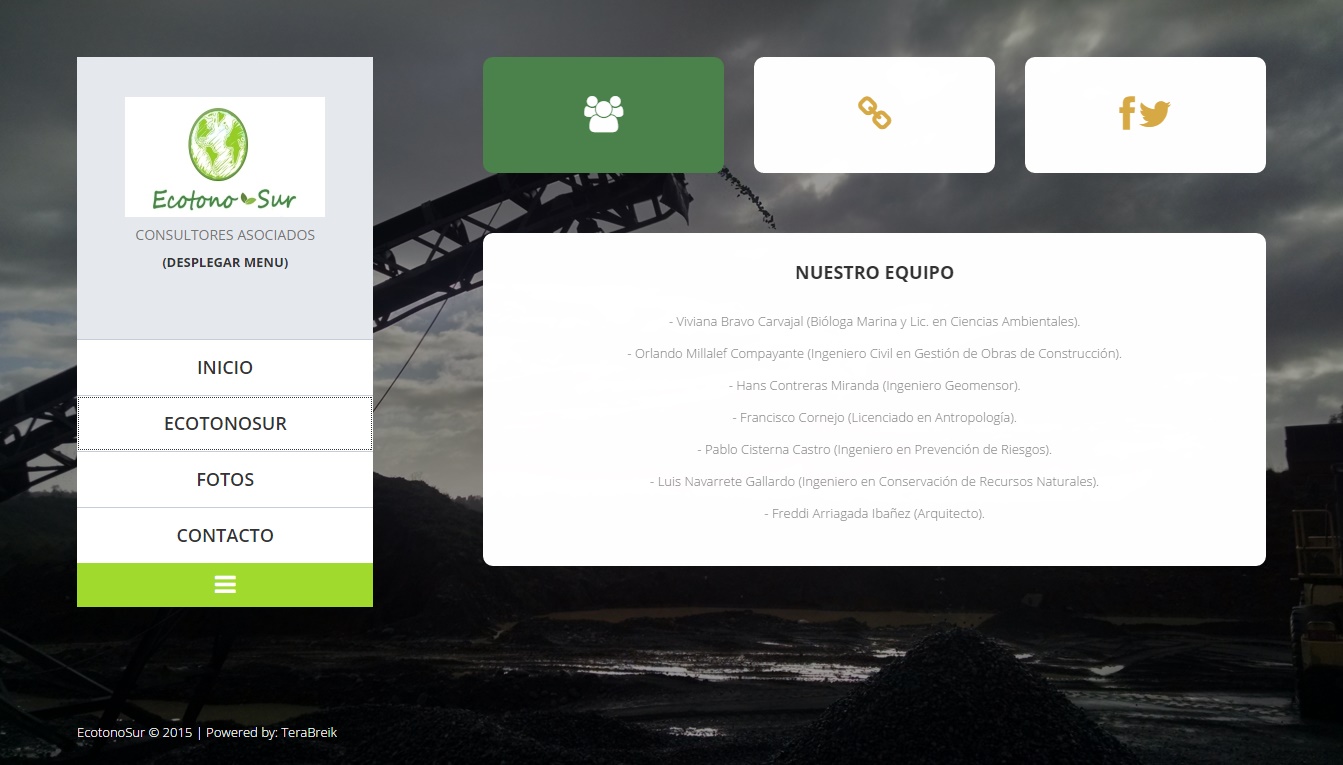 Ecotono Sur
CONSULTORES ASOCIADOS
(DESPLEGAR MENU)
INICIO
ECOTONOSUR
FOTOS
CONTACTO
NUESTRO EQUIPO
- Viviana Bravo Carvajal (Bióloga Marina y Lic. en Ciencias Ambientales).
- Orlando Millalef Compayante (Ingeniero Civil en Gestión de Obras de Construcción).
- Hans Contreras Miranda (Ingeniero Geomensor).
- Francisco Cornejo (Licenciado en Antropología).
- Pablo Cisterna Castro (Ingeniero en Prevención de Riesgos).
- Luis Navarrete Gallardo (Ingeniero en Conservación de Recursos Naturales).
- Freddi Arriagada Ibañez (Arquitecto).
EcotonoSur © 2015 | Powered by: TeraBreik